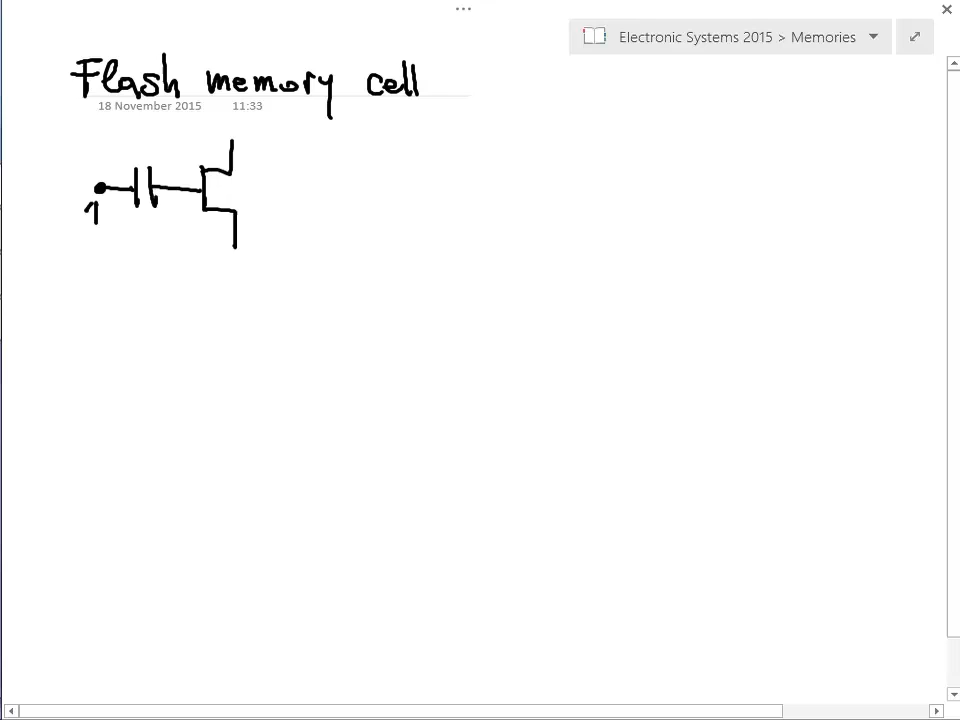 Electronic Systems 2015 > Memories
Flash memory cell
18 November 2015 11:33
1